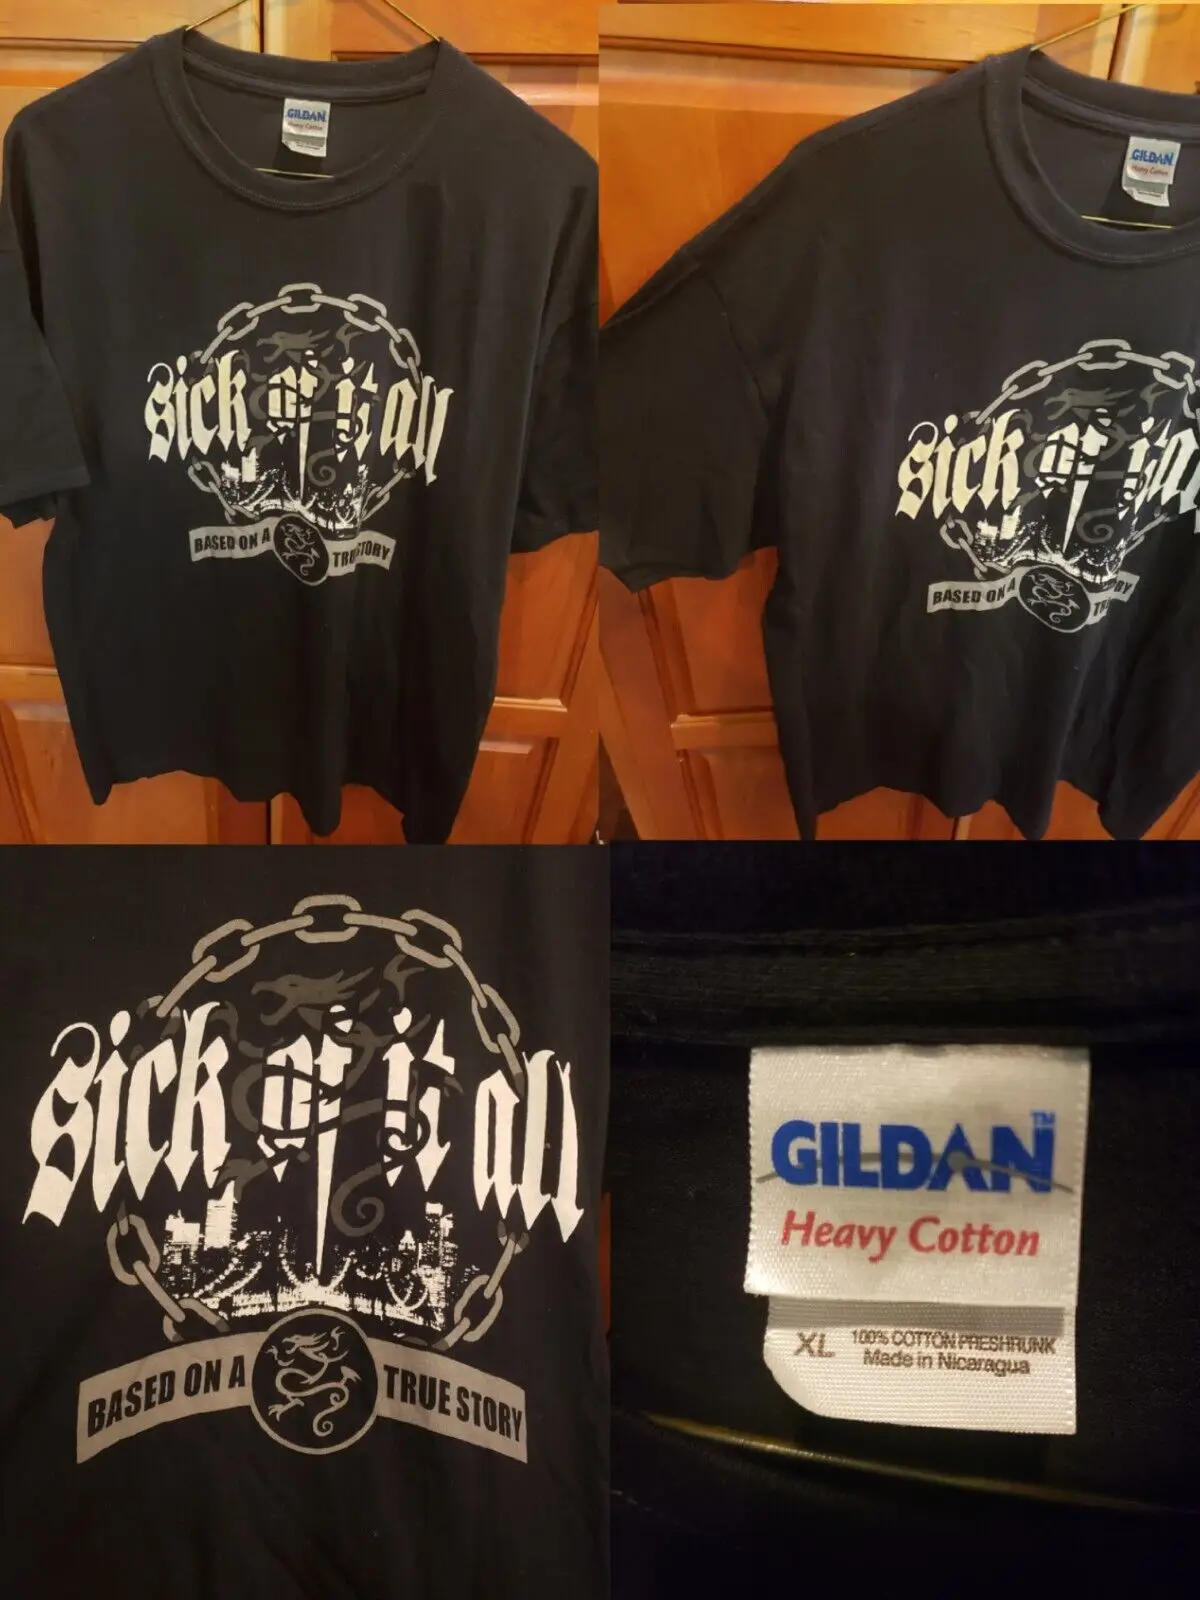 GILDAN
Heavy Cotton
sick of it all
BASED ON A TRUE STORY
GILDAN
Heavy Cotton
sick of it all
BASED ON A
sick of it all
BASED ON A TRUE STORY
GILDAN™
Heavy Cotton
XL 100% COTTON PRESHRUNK
Made in Nicaragua